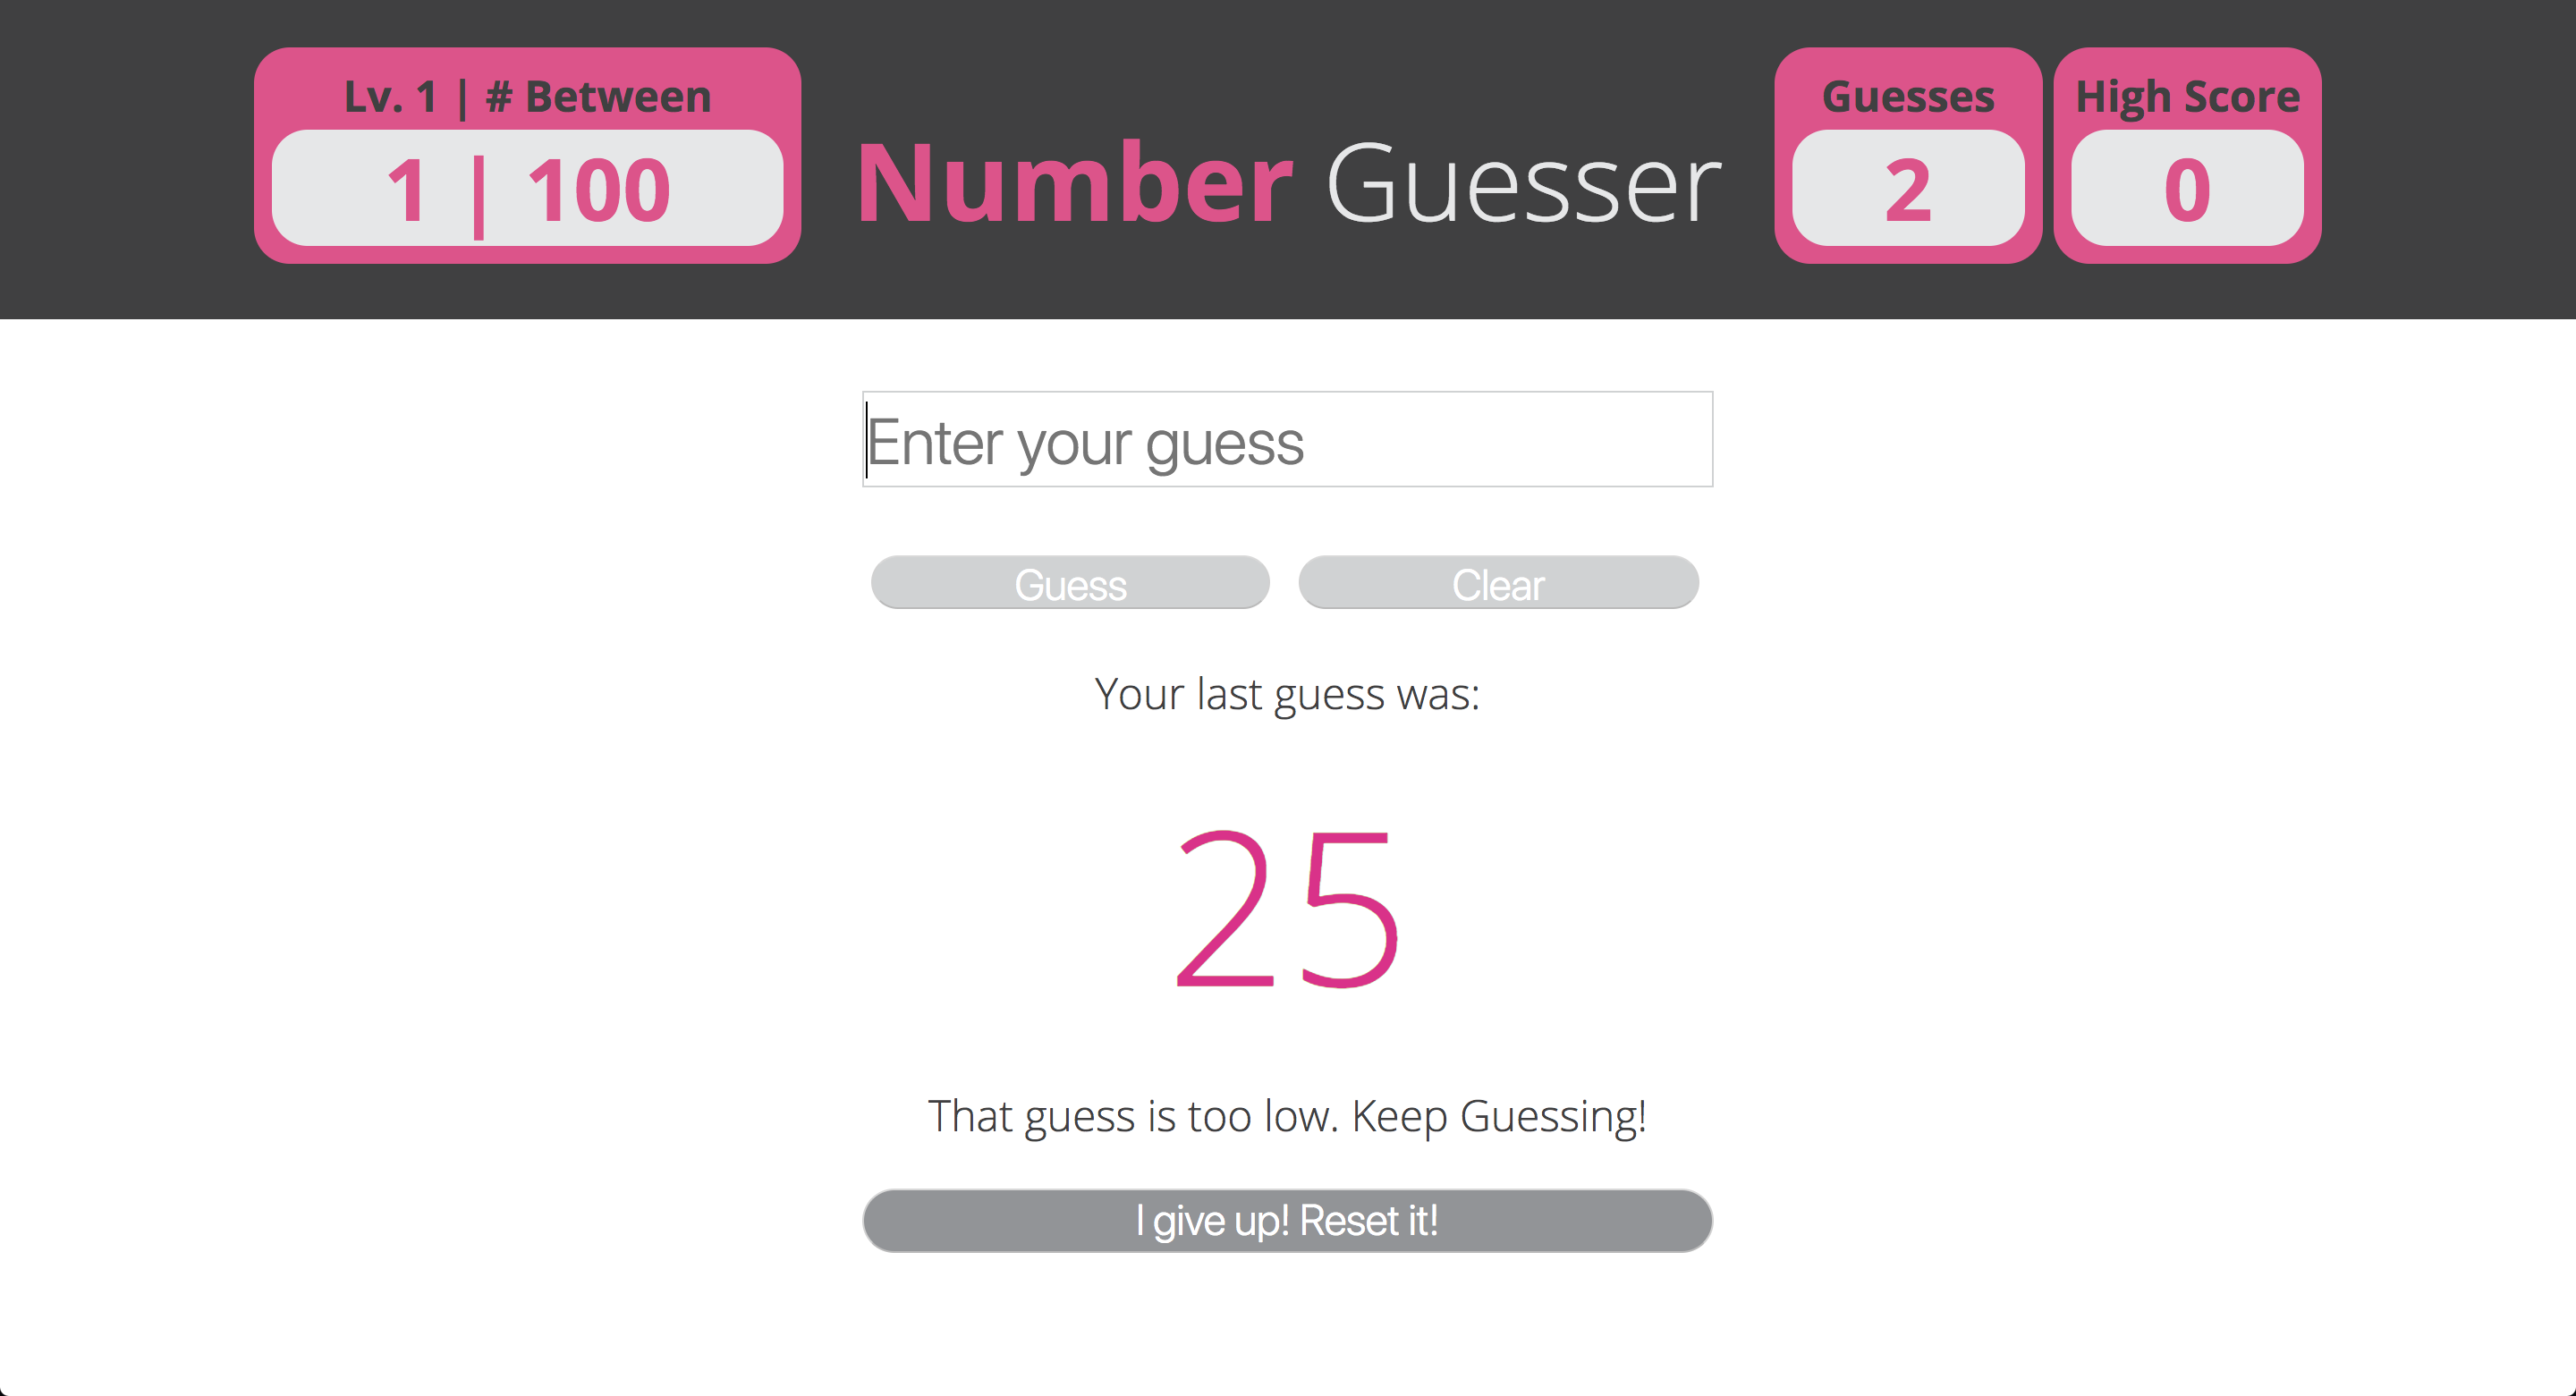 Lv. 1 | # Between
1 | 100
Number Guesser
Guesses
2
High Score
0
Enter your guess
Guess
Clear
Your last guess was:
25
That guess is too low. Keep Guessing!
I give up! Reset it!